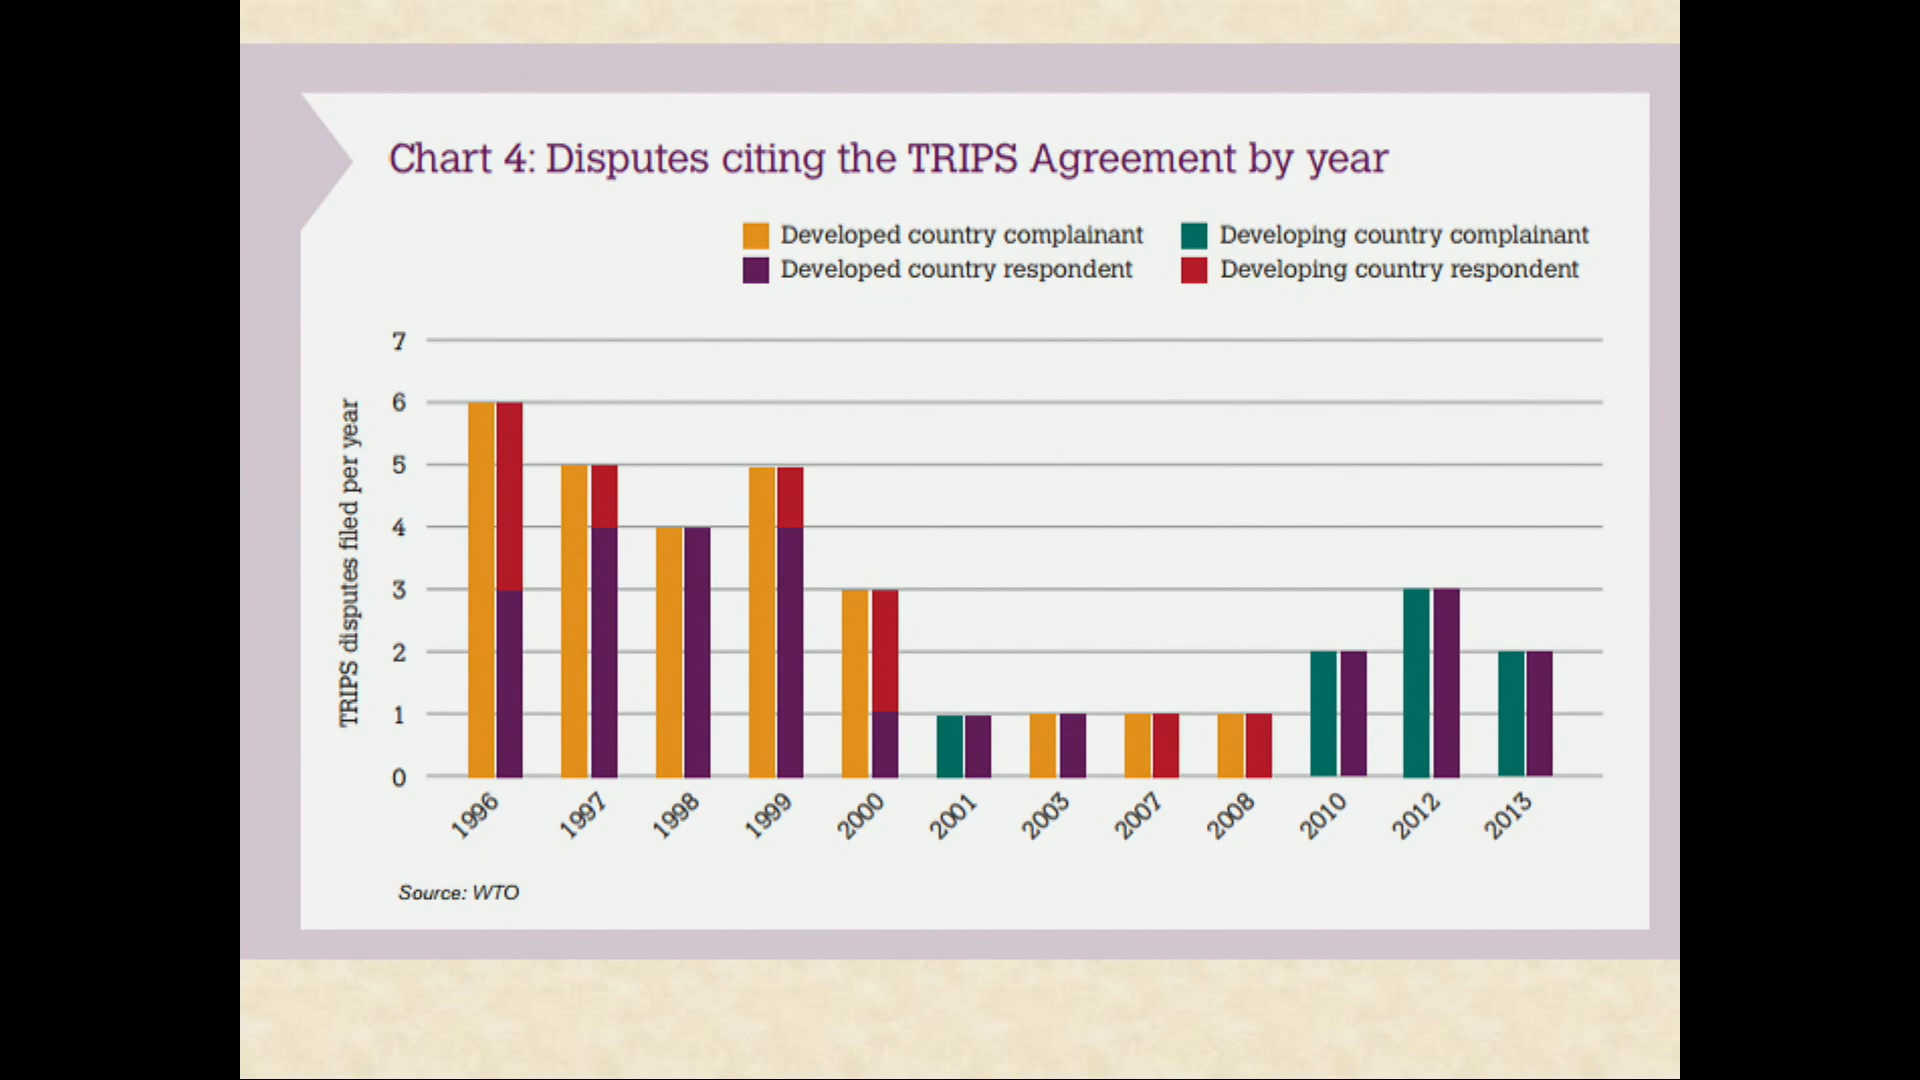 Chart 4: Disputes citing the TRIPS Agreement by year
Developed country complainant
Developing country complainant
Developed country respondent
Developing country respondent
TRIPS disputes filed per year
7
6
5
4
3
2
1
0
1996
1997
1998
1999
2000
2001
2003
2007
2008
2010
2012
2013
Source: WTO